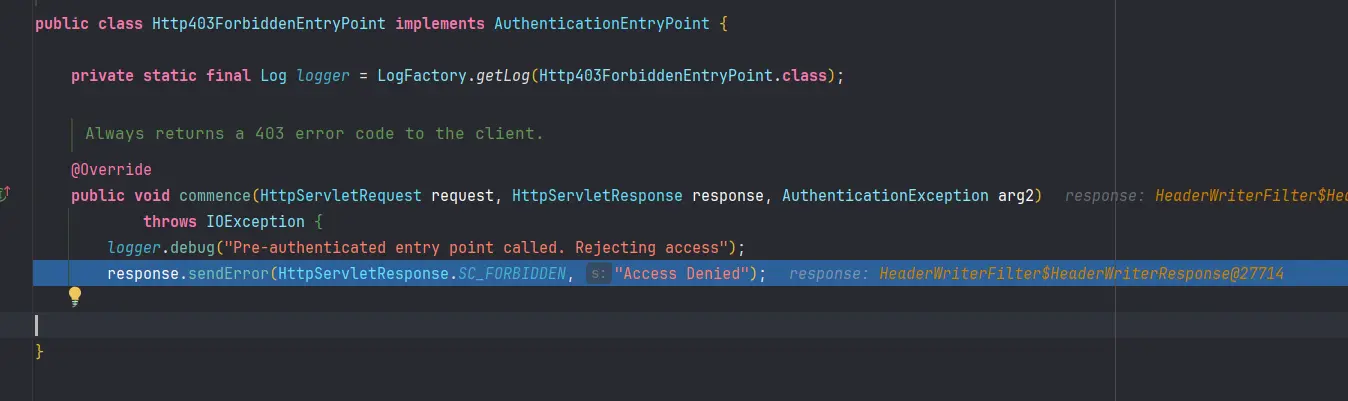 public class Http403ForbiddenEntryPoint implements AuthenticationEntryPoint {
private static final Log logger = LogFactory.getLog(Http403ForbiddenEntryPoint.class);
Always returns a 403 error code to the client.
@Override
public void commence(HttpServletRequest request, HttpServletResponse response, AuthenticationException arg2)  response: HeaderWriterFilter$He
throws IOException {
logger.debug("Pre-authenticated entry point called. Rejecting access");
response.sendError(HttpServletResponse.SC_FORBIDDEN, s: "Access Denied");  response: HeaderWriterFilter$HeaderWriterResponse@27714
}